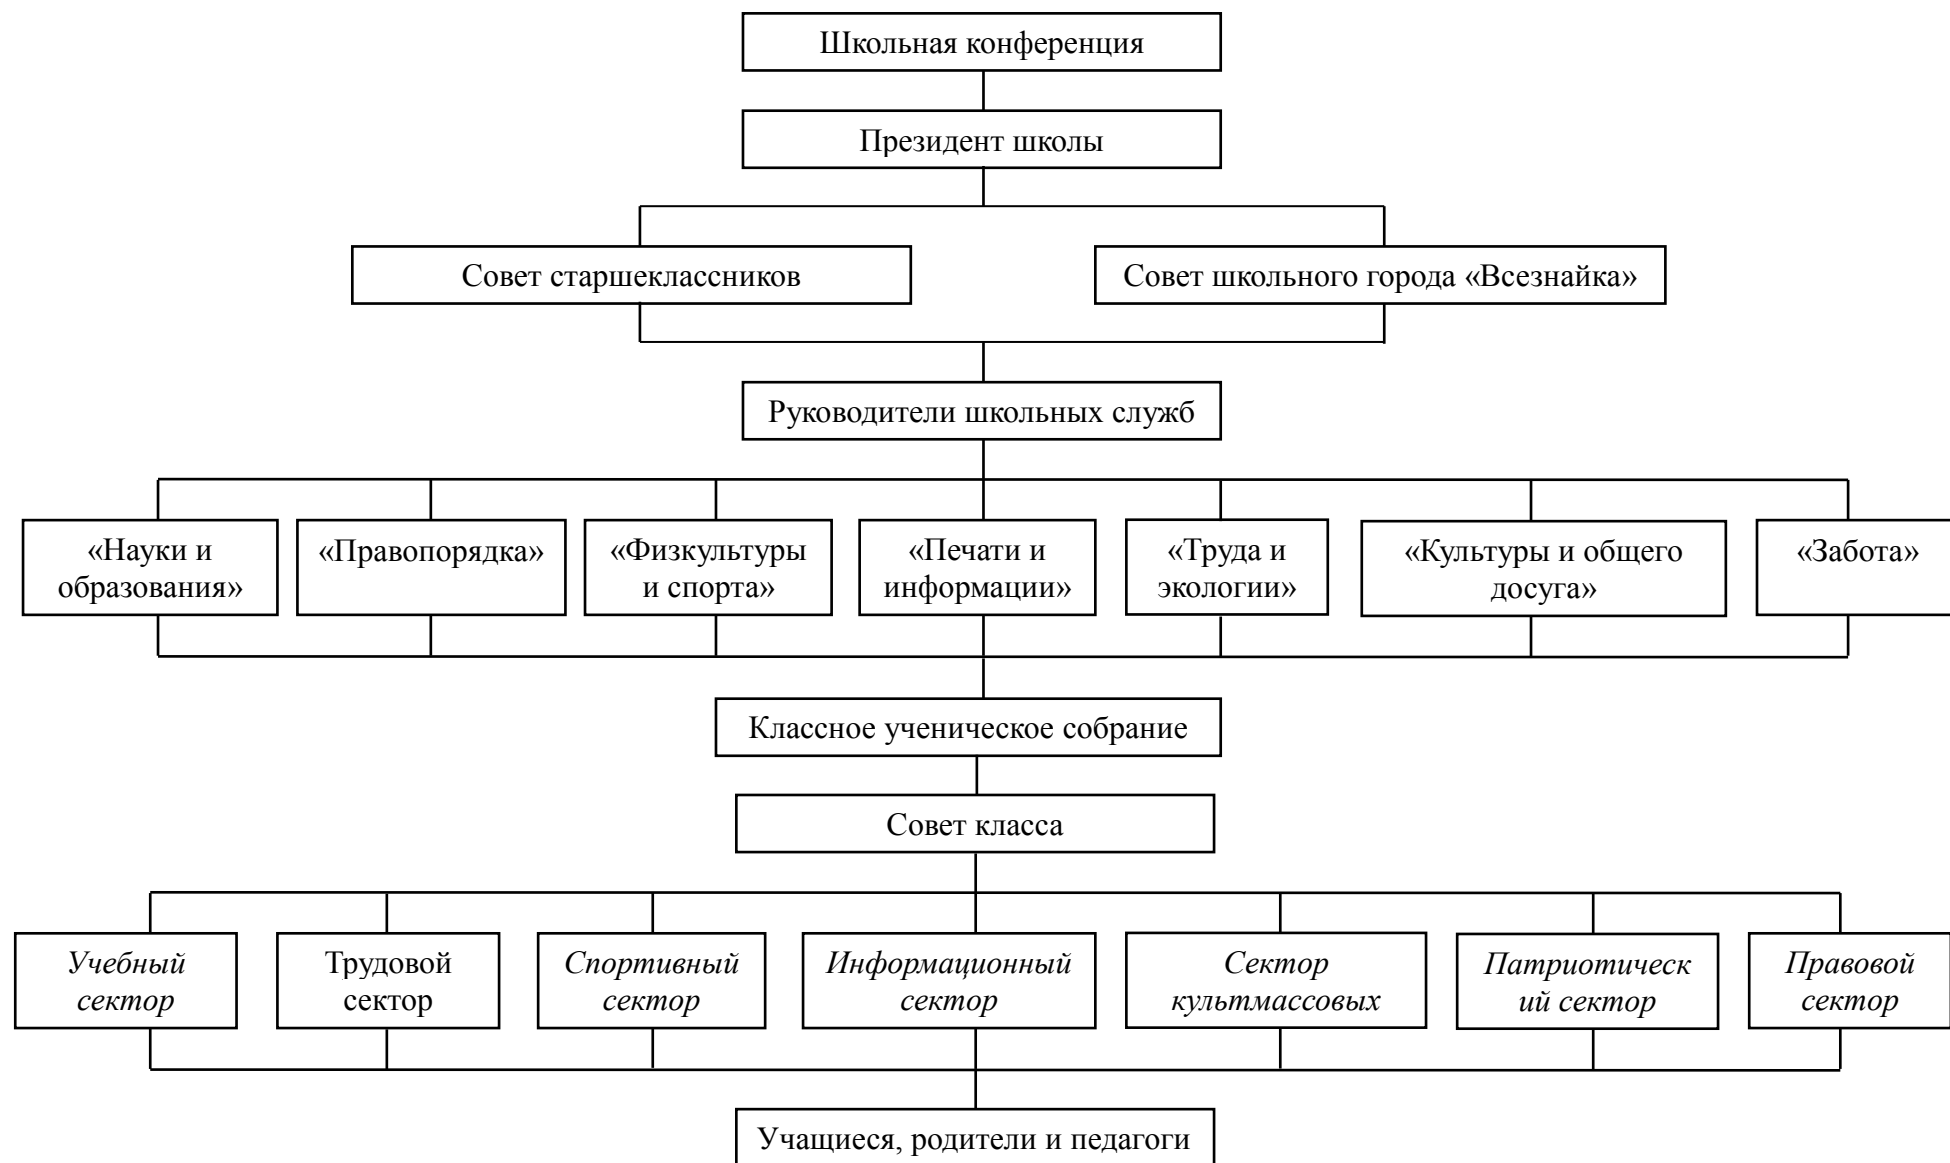 Школьная конференция
Президент школы
Совет старшеклассников
Совет школьного города «Всезнайка»
Руководители школьных служб
«Науки и
образования»
«Правопорядка»
«Физкультуры
и спорта»
«Печати и
информации»
«Труда и
экологии»
«Культуры и общего
досуга»
«Забота»
Классное ученическое собрание
Совет класса
Учебный
сектор
Трудовой
сектор
Спортивный
сектор
Информационный
сектор
Сектор
культмассовых
Патриотическ
ий сектор
Правовой
сектор
Учащиеся, родители и педагоги